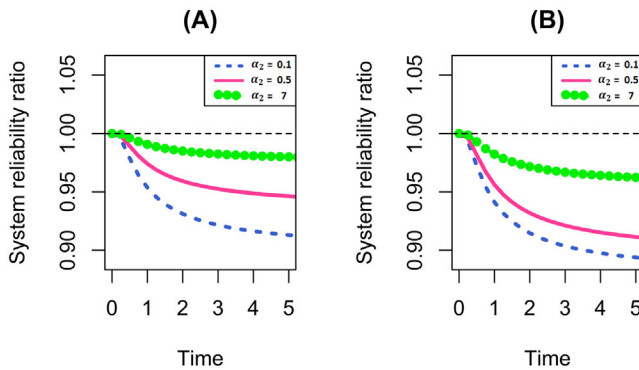 (A)
System reliability ratio
1.05
1.00
0.95
0.90
α₂ = 0.1
α₂ = 0.5
α₂ = 7
0 1 2 3 4 5
Time
(B)
System reliability ratio
1.05
1.00
0.95
0.90
α₂ = 0.1
α₂ = 0.5
α₂ = 7
0 1 2 3 4 5
Time